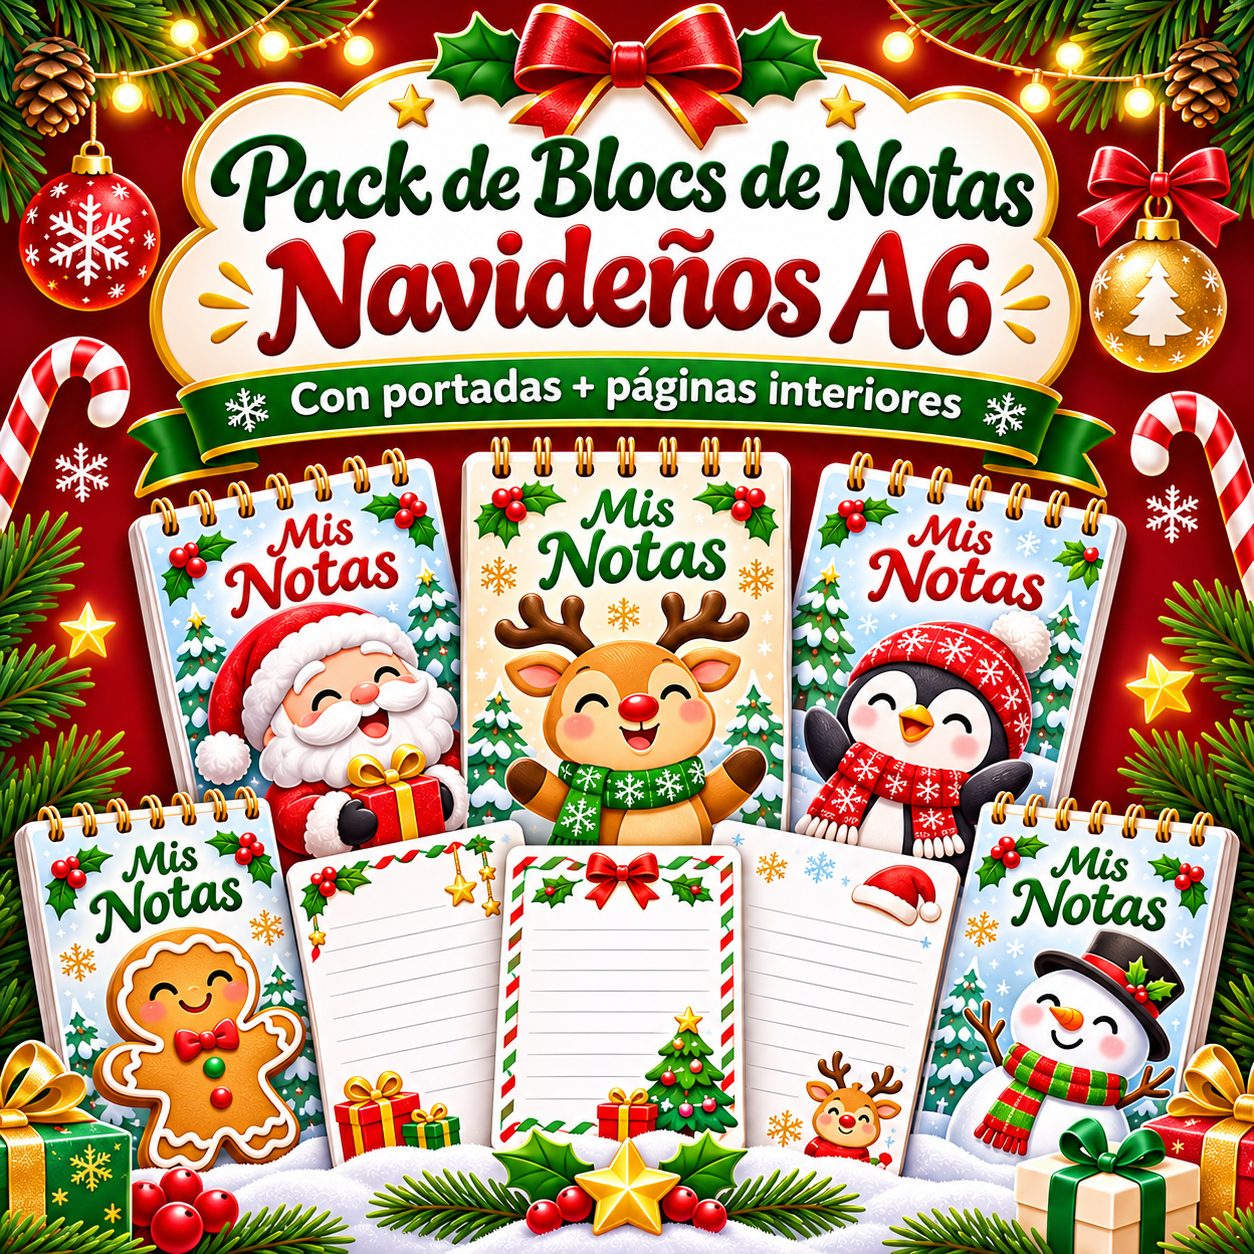 Pack de Blocs de Notas
Navideños A6
Con portadas + páginas interiores
Mis
Notas
Mis
Notas
Mis
Notas
Mis
Notas
Mis
Notas